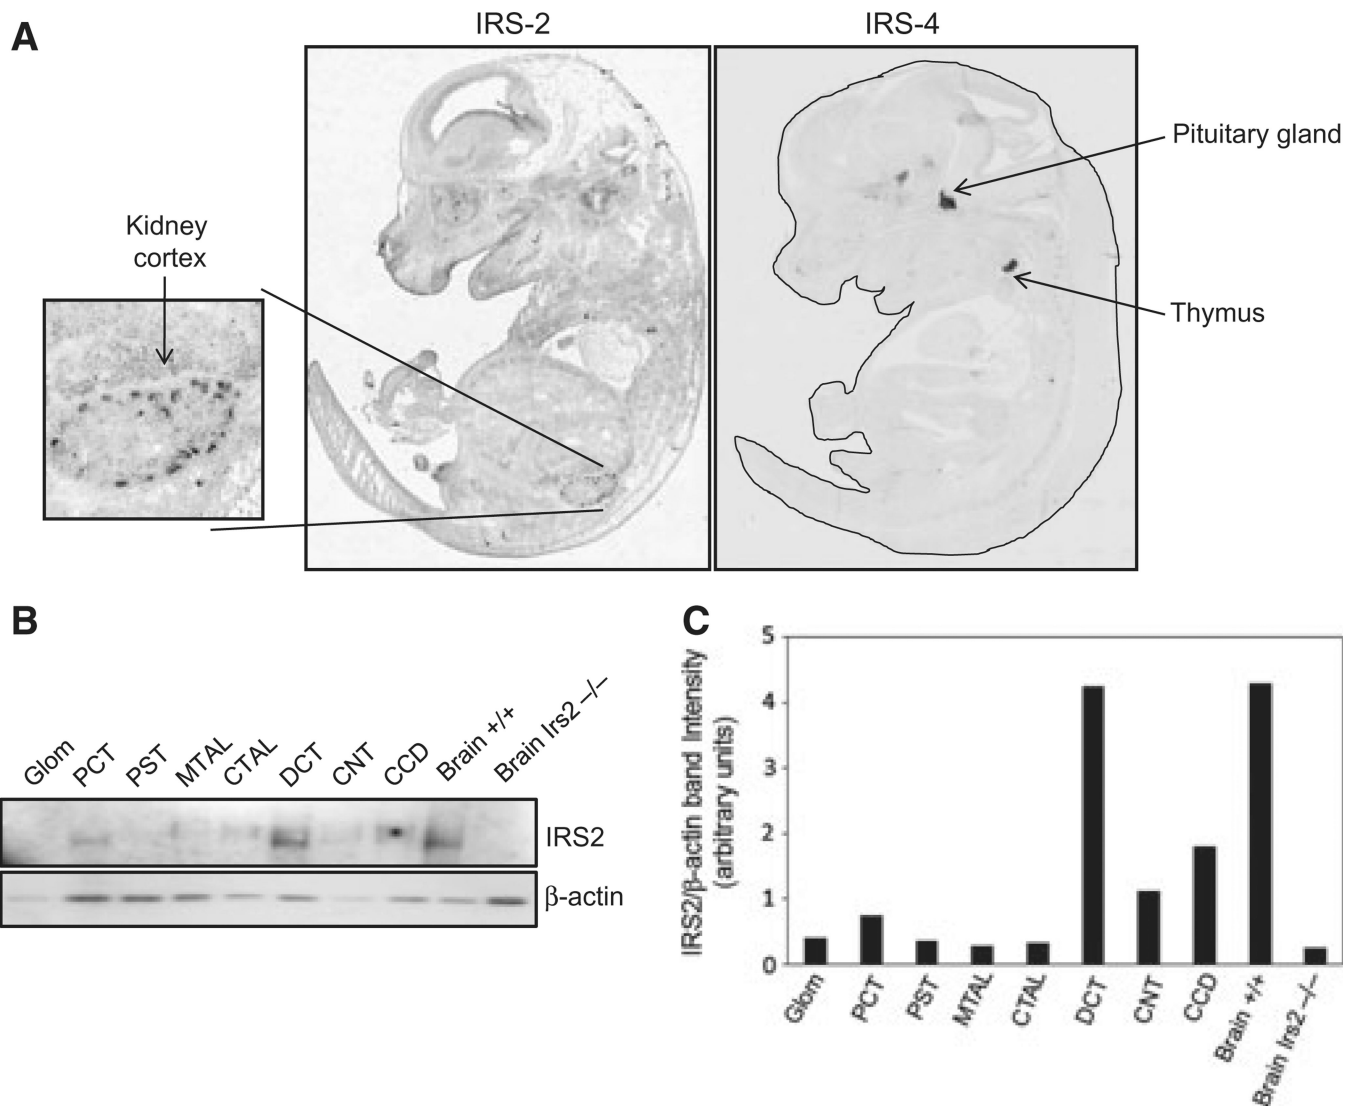 A
IRS-2
IRS-4
Pituitary gland
Thymus
Kidney
cortex
B
Glom
PCT
PST
MTAL
CTAL
DCT
CNT
CCD
Brain +/+
Brain Irs2 –/–
IRS2
β-actin
C
IRS2/β-actin band Intensity
(arbitrary units)
5
4
3
2
1
0
Glom
PCT
PST
MTAL
CTAL
DCT
CNT
CCD
Brain +/+
Brain Irs2 –/–